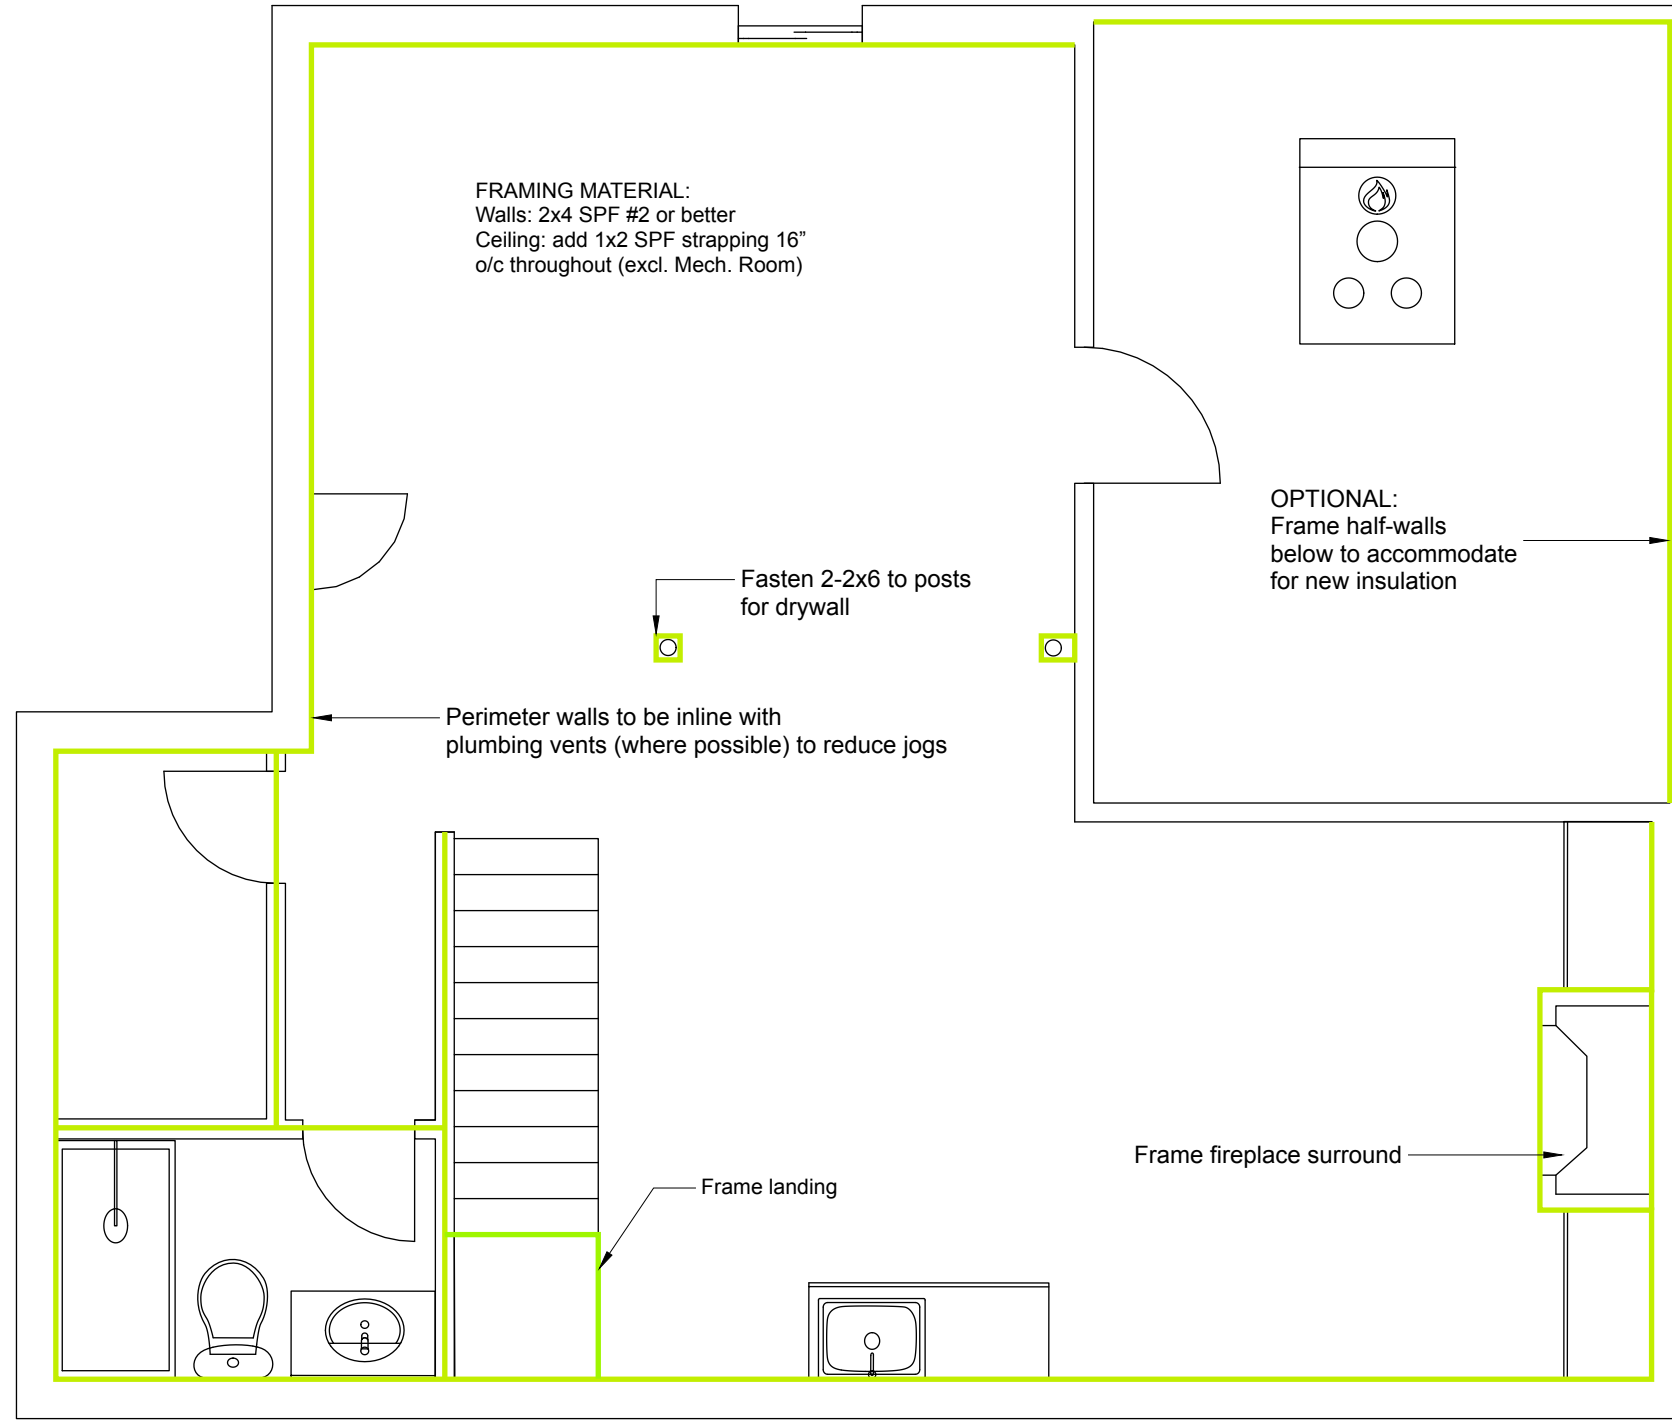 FRAMING MATERIAL:
Walls: 2x4 SPF #2 or better
Ceiling: add 1x2 SPF strapping 16”
o/c throughout (excl. Mech. Room)
OPTIONAL:
Frame half-walls
below to accommodate
for new insulation
Fasten 2-2x6 to posts
for drywall
Perimeter walls to be inline with
plumbing vents (where possible) to reduce jogs
Frame fireplace surround
Frame landing